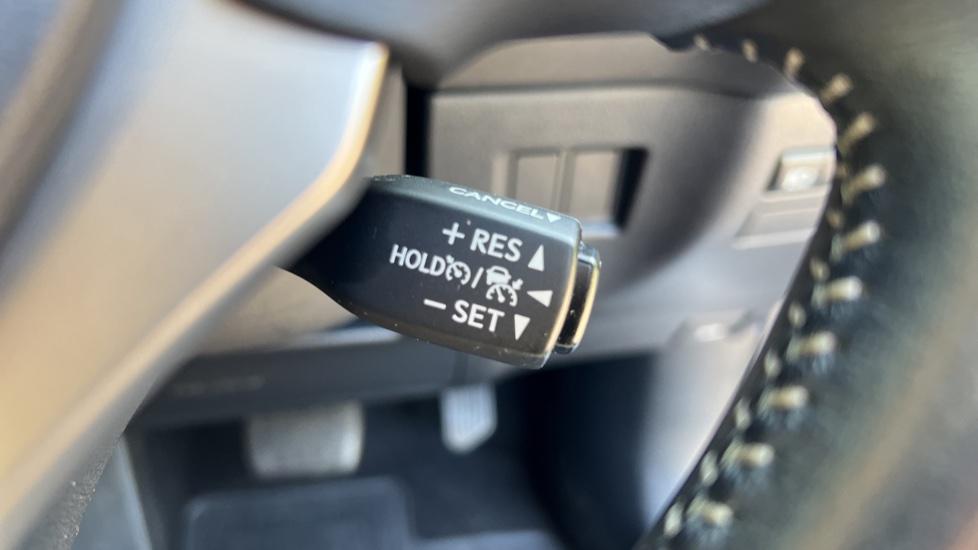 CANCEL▼
+ RES ▲
HOLD / ◀
− SET ▼